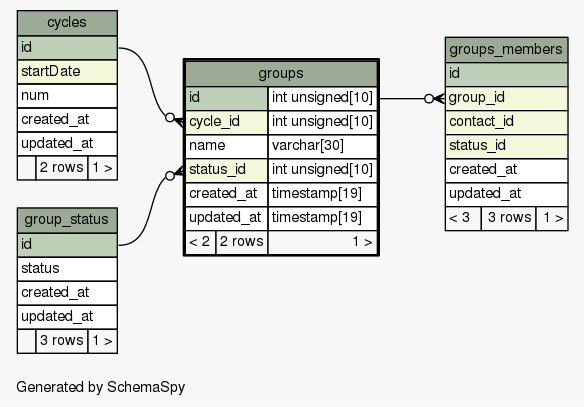 cycles
id
startDate
num
created_at
updated_at
2 rows 1 >
group_status
id
status
created_at
updated_at
3 rows 1 >
groups
id int unsigned[10]
cycle_id int unsigned[10]
name varchar[30]
status_id int unsigned[10]
created_at timestamp[19]
updated_at timestamp[19]
< 2 2 rows 1 >
groups_members
id
group_id
contact_id
status_id
created_at
updated_at
< 3 3 rows 1 >
Generated by SchemaSpy